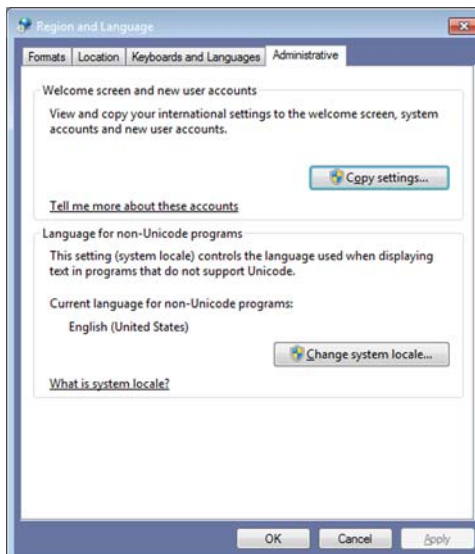 Region and Language
Formats Location Keyboards and Languages Administrative
Welcome screen and new user accounts
View and copy your international settings to the welcome screen, system
accounts and new user accounts.
Copy settings...
Tell me more about these accounts
Language for non-Unicode programs
This setting (system locale) controls the language used when displaying
text in programs that do not support Unicode.
Current language for non-Unicode programs:
English (United States)
Change system locale...
What is system locale?
OK Cancel Apply